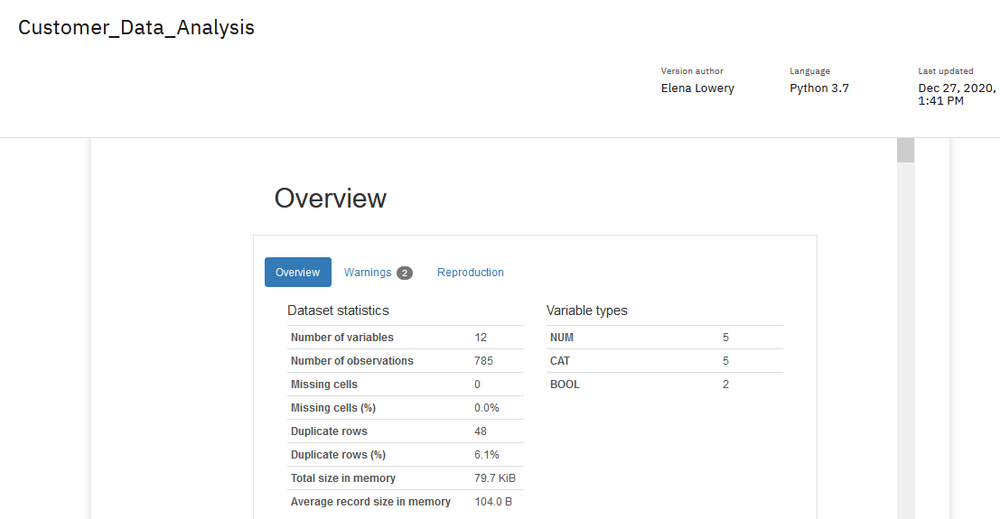 Customer_Data_Analysis
Version author
Elena Lowery
Language
Python 3.7
Last updated
Dec 27, 2020,
1:41 PM
Overview
Overview
Warnings 2
Reproduction
Dataset statistics
Number of variables 12
Number of observations 785
Missing cells 0
Missing cells (%) 0.0%
Duplicate rows 48
Duplicate rows (%) 6.1%
Total size in memory 79.7 KiB
Average record size in memory 104.0 B
Variable types
NUM 5
CAT 5
BOOL 2